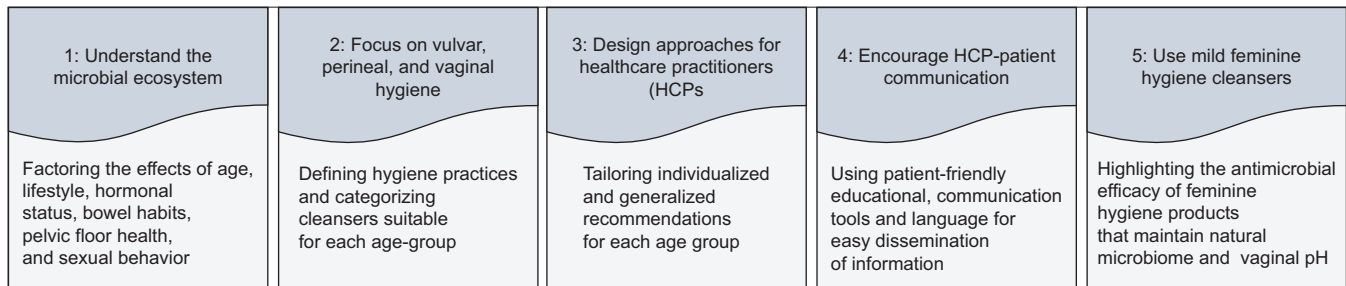 1: Understand the
microbial ecosystem
Factoring the effects of age,
lifestyle, hormonal
status, bowel habits,
pelvic floor health,
and sexual behavior
2: Focus on vulvar,
perineal, and vaginal
hygiene
Defining hygiene practices
and categorizing
cleansers suitable
for each age-group
3: Design approaches for
healthcare practitioners
(HCPs
Tailoring individualized
and generalized
recommendations
for each age group
4: Encourage HCP-patient
communication
Using patient-friendly
educational, communication
tools and language for
easy dissemination
of information
5: Use mild feminine
hygiene cleansers
Highlighting the antimicrobial
efficacy of feminine
hygiene products
that maintain natural
microbiome and vaginal pH